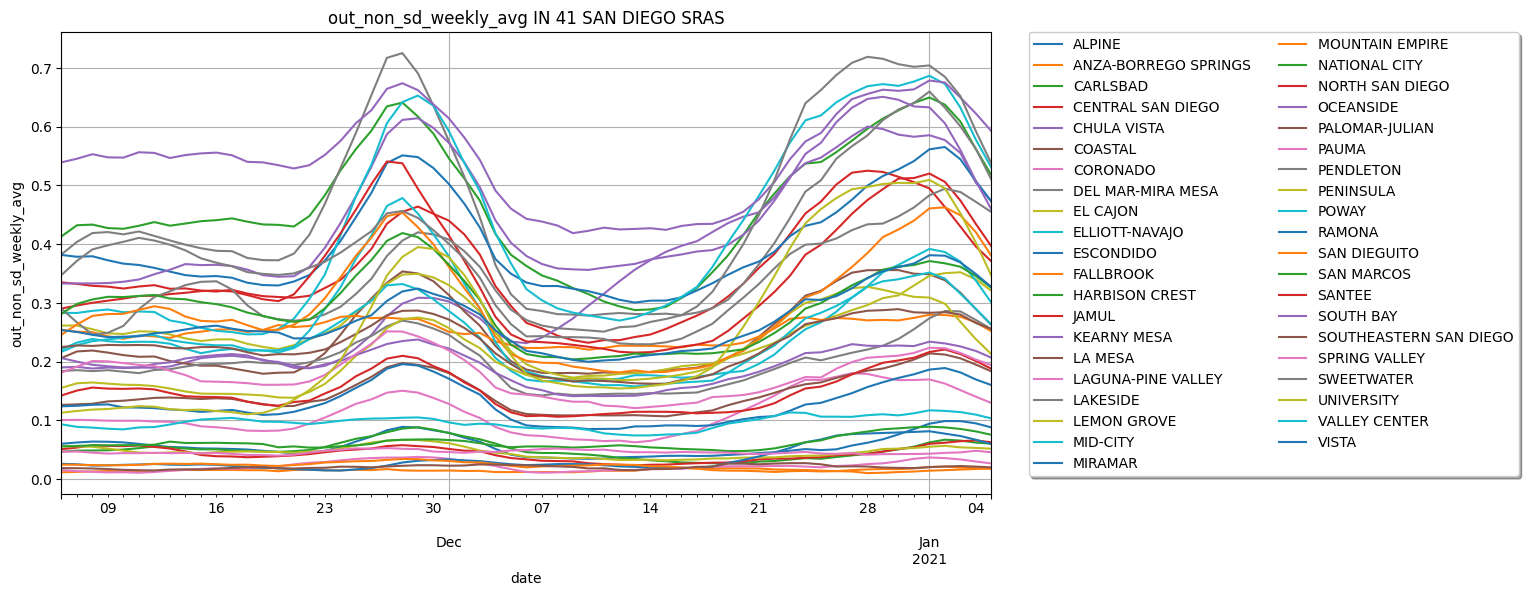 out_non_sd_weekly_avg IN 41 SAN DIEGO SRAS
out_non_sd_weekly_avg
0.7
0.6
0.5
0.4
0.3
0.2
0.1
0.0
09 16 23 30 07 14 21 28 04
Dec Jan
2021
date
ALPINE
ANZA-BORREGO SPRINGS
CARLSBAD
CENTRAL SAN DIEGO
CHULA VISTA
COASTAL
CORONADO
DEL MAR-MIRA MESA
EL CAJON
ELLIOTT-NAVAJO
ESCONDIDO
FALLBROOK
HARBISON CREST
JAMUL
KEARNY MESA
LA MESA
LAGUNA-PINE VALLEY
LAKESIDE
LEMON GROVE
MID-CITY
MIRAMAR
MOUNTAIN EMPIRE
NATIONAL CITY
NORTH SAN DIEGO
OCEANSIDE
PALOMAR-JULIAN
PAUMA
PENDLETON
PENINSULA
POWAY
RAMONA
SAN DIEGUITO
SAN MARCOS
SANTEE
SOUTH BAY
SOUTHEASTERN SAN DIEGO
SPRING VALLEY
SWEETWATER
UNIVERSITY
VALLEY CENTER
VISTA